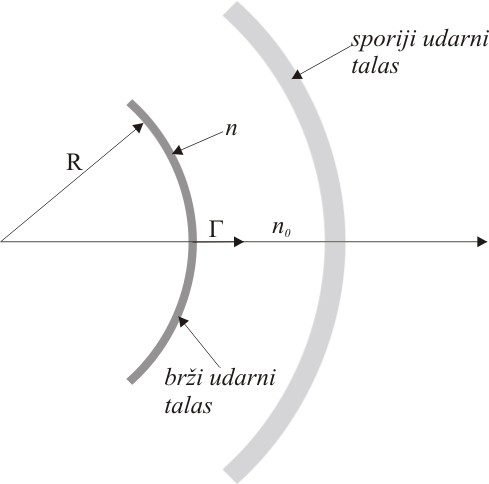 sporiji udarni
talas
n
R
Γ
n₀
brži udarni
talas